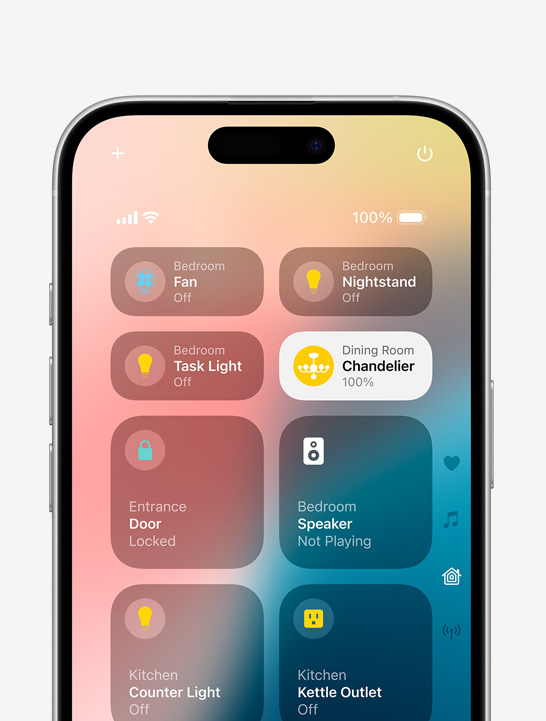 100%
Bedroom
Fan
Off
Bedroom
Nightstand
Off
Bedroom
Task Light
Off
Dining Room
Chandelier
100%
Entrance
Door
Locked
Bedroom
Speaker
Not Playing
Kitchen
Counter Light
Off
Kitchen
Kettle Outlet
Off